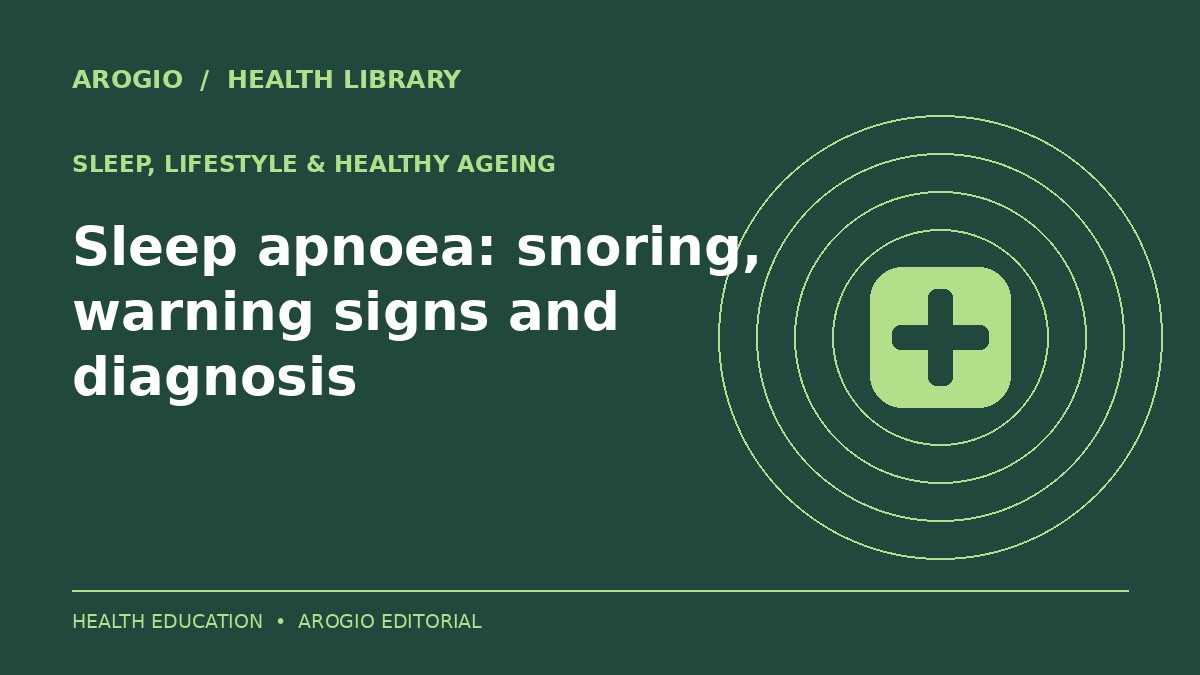 AROGIO / HEALTH LIBRARY
SLEEP, LIFESTYLE & HEALTHY AGEING
Sleep apnoea: snoring,
warning signs and
diagnosis
HEALTH EDUCATION • AROGIO EDITORIAL